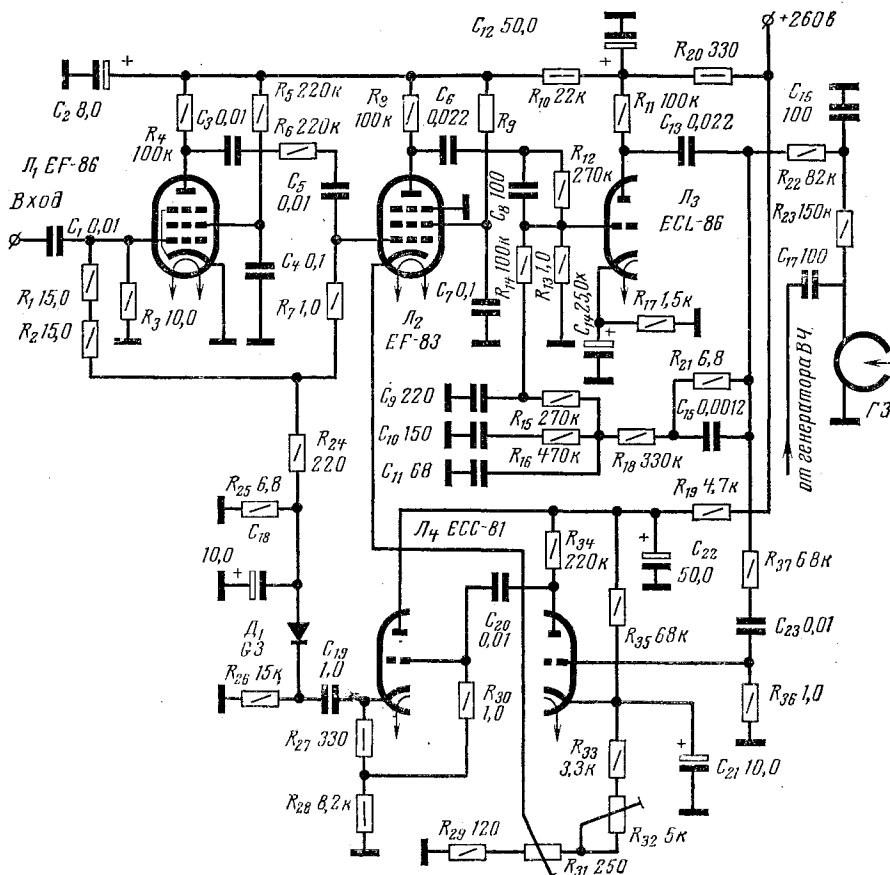 C₁₂ 50,0
+260в
+
C₂ 8,0
R₄ 100к
C₃ 0,01
R₅ 220к
R₆ 220к
R₈ 100к
C₆ 0,022
R₉
R₁₀ 22к
+
R₁₁ 100к
R₂₀ 330
C₁₃ 0,022
C₁₆ 100
R₂₂ 82к
R₂₃ 150к
C₁₇ 100
Л₁ EF-86
Вход
C₁ 0,01
C₅ 0,01
C₈ 100
R₁₂ 270к
Л₃ ECL-86
R₁ 15,0
R₂ 15,0
R₃ 10,0
C₄ 0,1
R₇ 1,0
Л₂ EF-83
C₇ 0,1
R₁₄ 100к
R₁₃ 1,0
C₁₄ 25,0х
+
R₁₇ 1,5к
R₂₁ 6,8
C₁₅ 0,0012
ГЗ
от генератора ВЧ
C₉ 220
C₁₀ 150
C₁₁ 68
R₁₅ 270к
R₁₆ 470к
R₁₈ 330к
R₁₉ 4,7к
R₂₄ 220
R₂₅ 6,8
C₁₈
10,0
+
Л₄ ECC-81
R₃₄ 220к
+
C₂₂ 50,0
R₃₇ 68к
C₂₀ 0,01
R₃₅ 68к
C₂₃ 0,01
Д₁ G3
R₂₆ 15к
C₁₉ 1,0
R₃₀ 1,0
R₃₆ 1,0
R₂₇ 330
R₂₈ 8,2к
R₃₃ 3,3к
+
C₂₁ 10,0
R₂₉ 120
R₃₁ 250
R₃₂ 5к